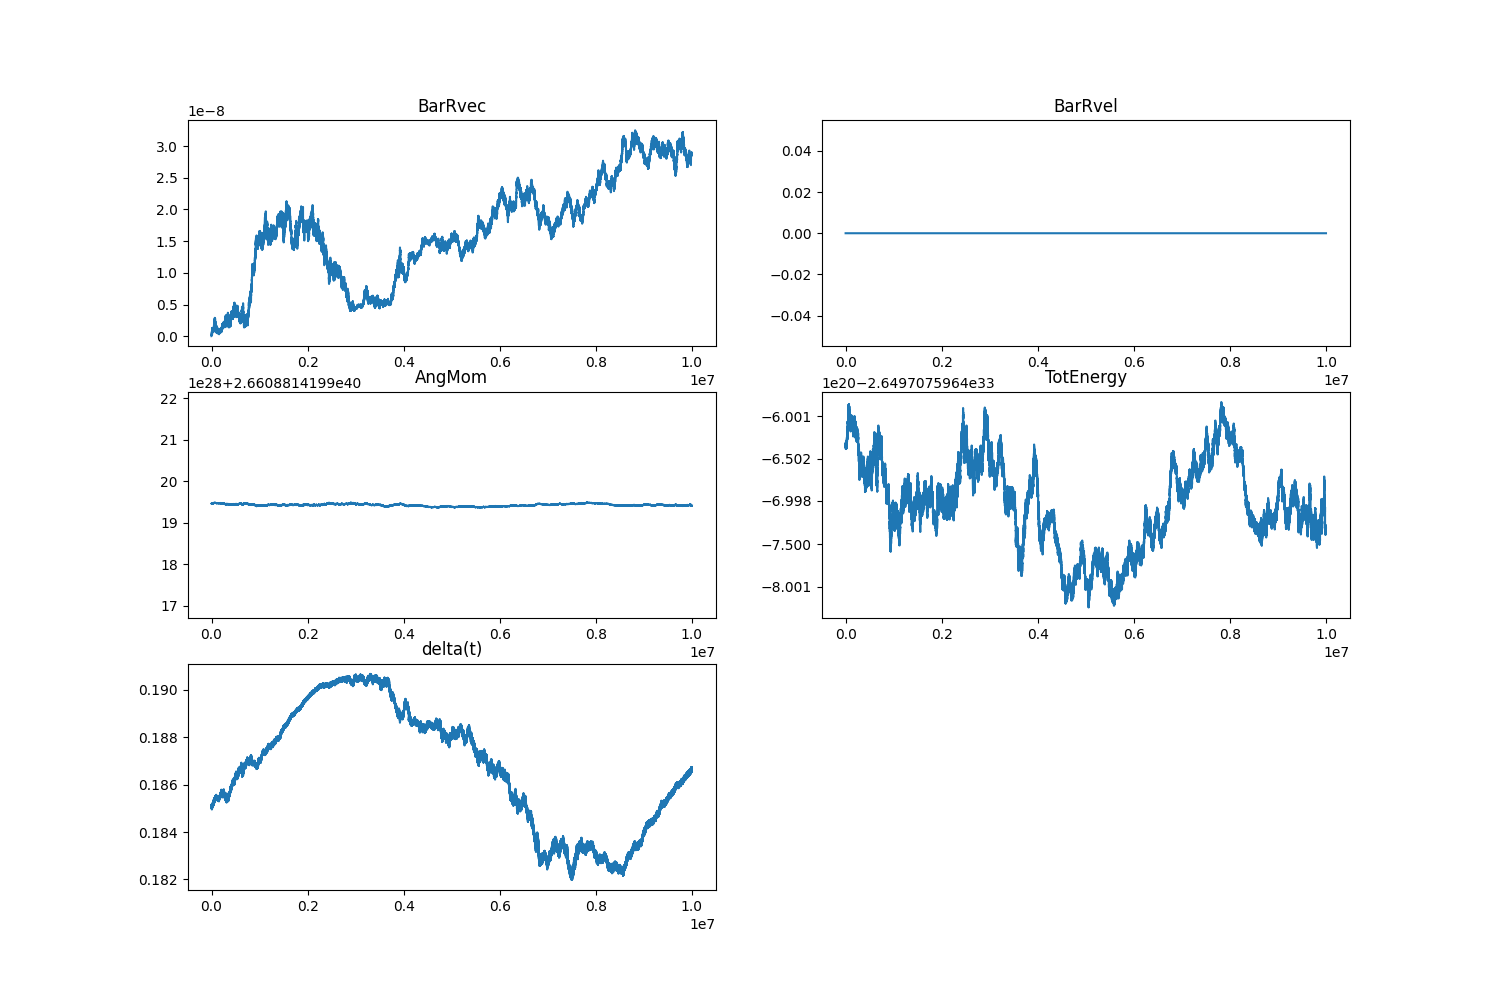 BarRvec
1e−8
3.0
2.5
2.0
1.5
1.0
0.5
0.0
0.0 0.2 0.4 0.6 0.8 1.0
1e7
BarRvel
0.04
0.02
0.00
−0.02
−0.04
0.0 0.2 0.4 0.6 0.8 1.0
1e7
AngMom
1e28+2.6608814199e40
22
21
20
19
18
17
0.0 0.2 0.4 0.6 0.8 1.0
1e7
TotEnergy
1e20−2.6497075964e33
−6.001
−6.502
−6.998
−7.500
−8.001
0.0 0.2 0.4 0.6 0.8 1.0
1e7
delta(t)
0.190
0.188
0.186
0.184
0.182
0.0 0.2 0.4 0.6 0.8 1.0
1e7